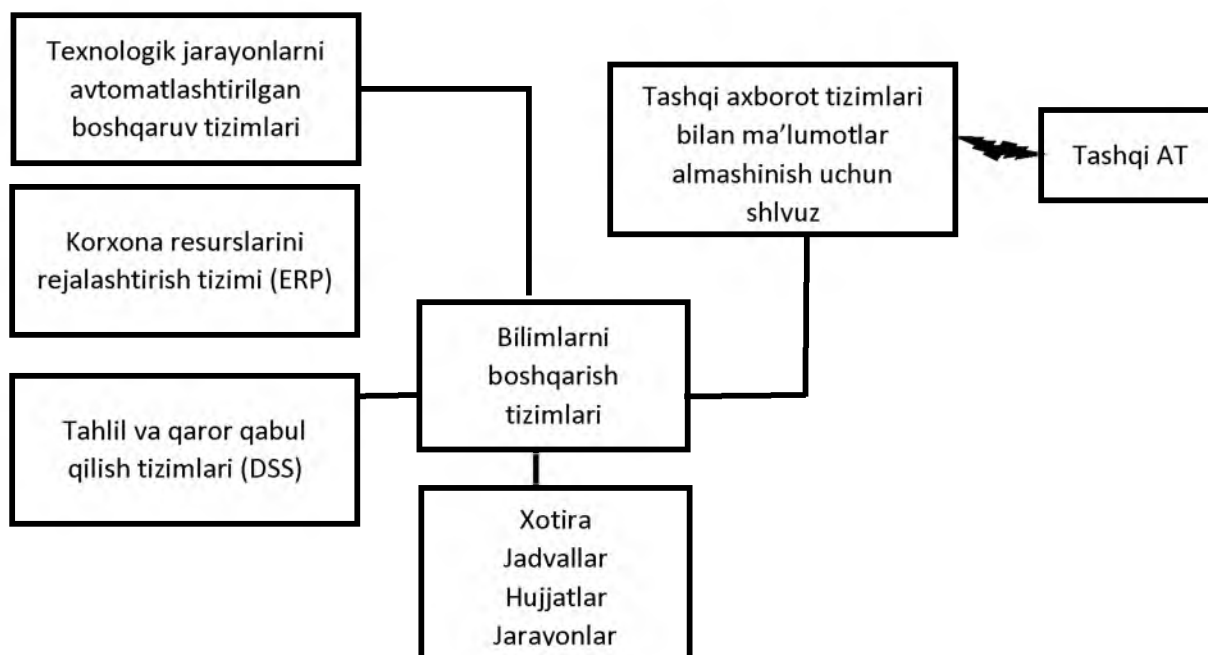 Texnologik jarayonlarni
avtomatlashtirilgan
boshqaruv tizimlari
Korxona resurslarini
rejalashtirish tizimi (ERP)
Tahlil va qaror qabul
qilish tizimlari (DSS)
Bilimlarni
boshqarish
tizimlari
Xotira
Jadvallar
Hujjatlar
Jarayonlar
Tashqi axborot tizimlari
bilan ma’lumotlar
almashinish uchun
shlvuz
Tashqi AT